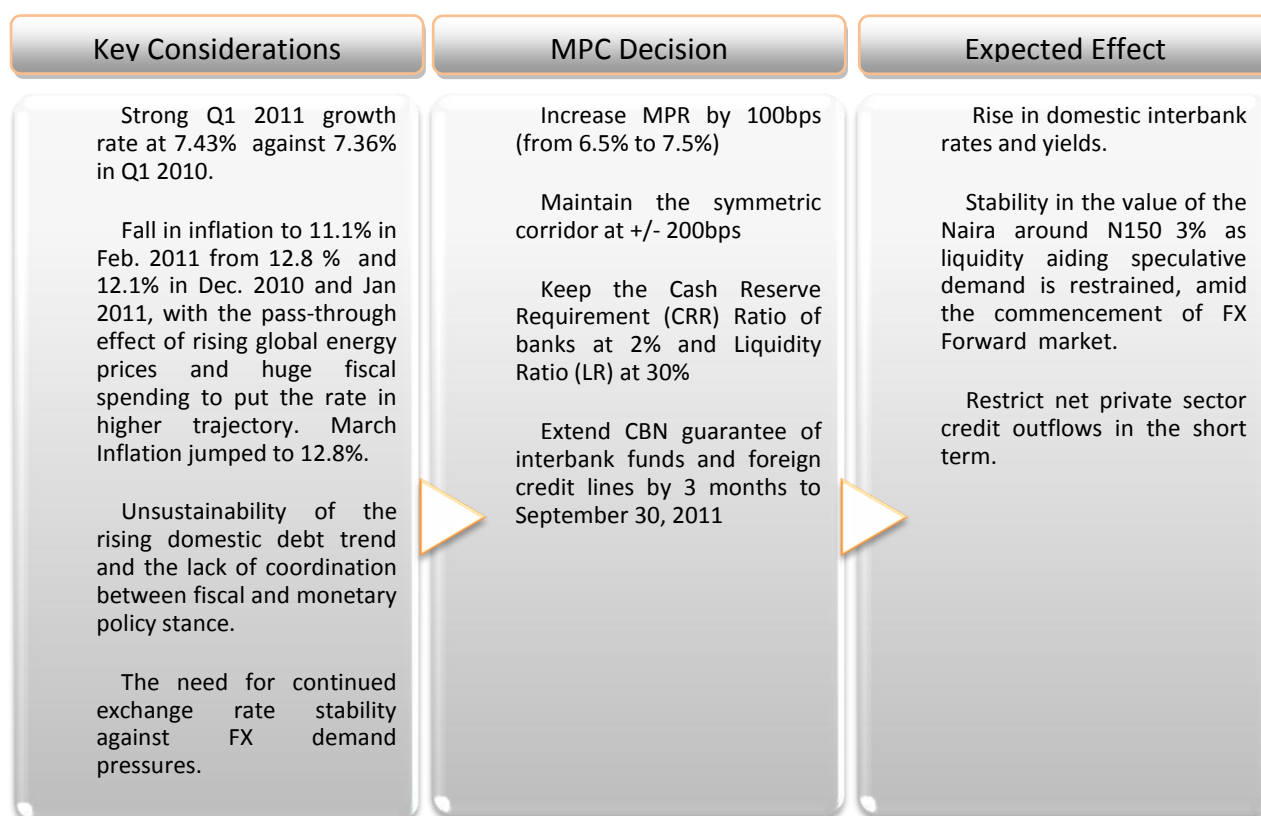 Key Considerations
Strong Q1 2011 growth
rate at 7.43% against 7.36%
in Q1 2010.
Fall in inflation to 11.1% in
Feb. 2011 from 12.8 % and
12.1% in Dec. 2010 and Jan
2011, with the pass-through
effect of rising global energy
prices and huge fiscal
spending to put the rate in
higher trajectory. March
Inflation jumped to 12.8%.
Unsustainability of the
rising domestic debt trend
and the lack of coordination
between fiscal and monetary
policy stance.
The need for continued
exchange rate stability
against FX demand
pressures.
MPC Decision
Increase MPR by 100bps
(from 6.5% to 7.5%)
Maintain the symmetric
corridor at +/- 200bps
Keep the Cash Reserve
Requirement (CRR) Ratio of
banks at 2% and Liquidity
Ratio (LR) at 30%
Extend CBN guarantee of
interbank funds and foreign
credit lines by 3 months to
September 30, 2011
Expected Effect
Rise in domestic interbank
rates and yields.
Stability in the value of the
Naira around N150 3% as
liquidity aiding speculative
demand is restrained, amid
the commencement of FX
Forward market.
Restrict net private sector
credit outflows in the short
term.